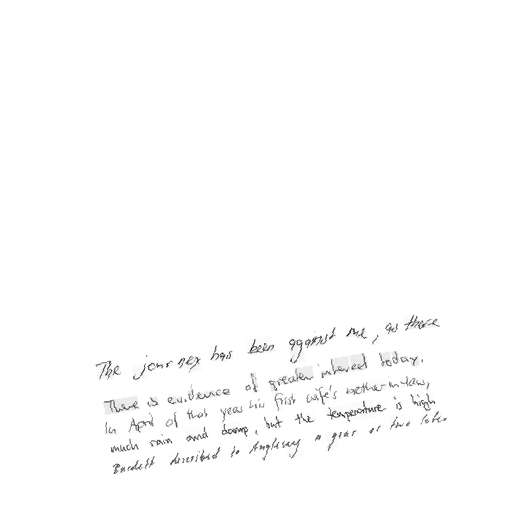 The journey has been against me, as those
There is evidence of greater interest today.
In April of that year his first wife's mother-in-law,
much rain and damp, but the temperature is high
Burdett described to Anglesey a year or two later